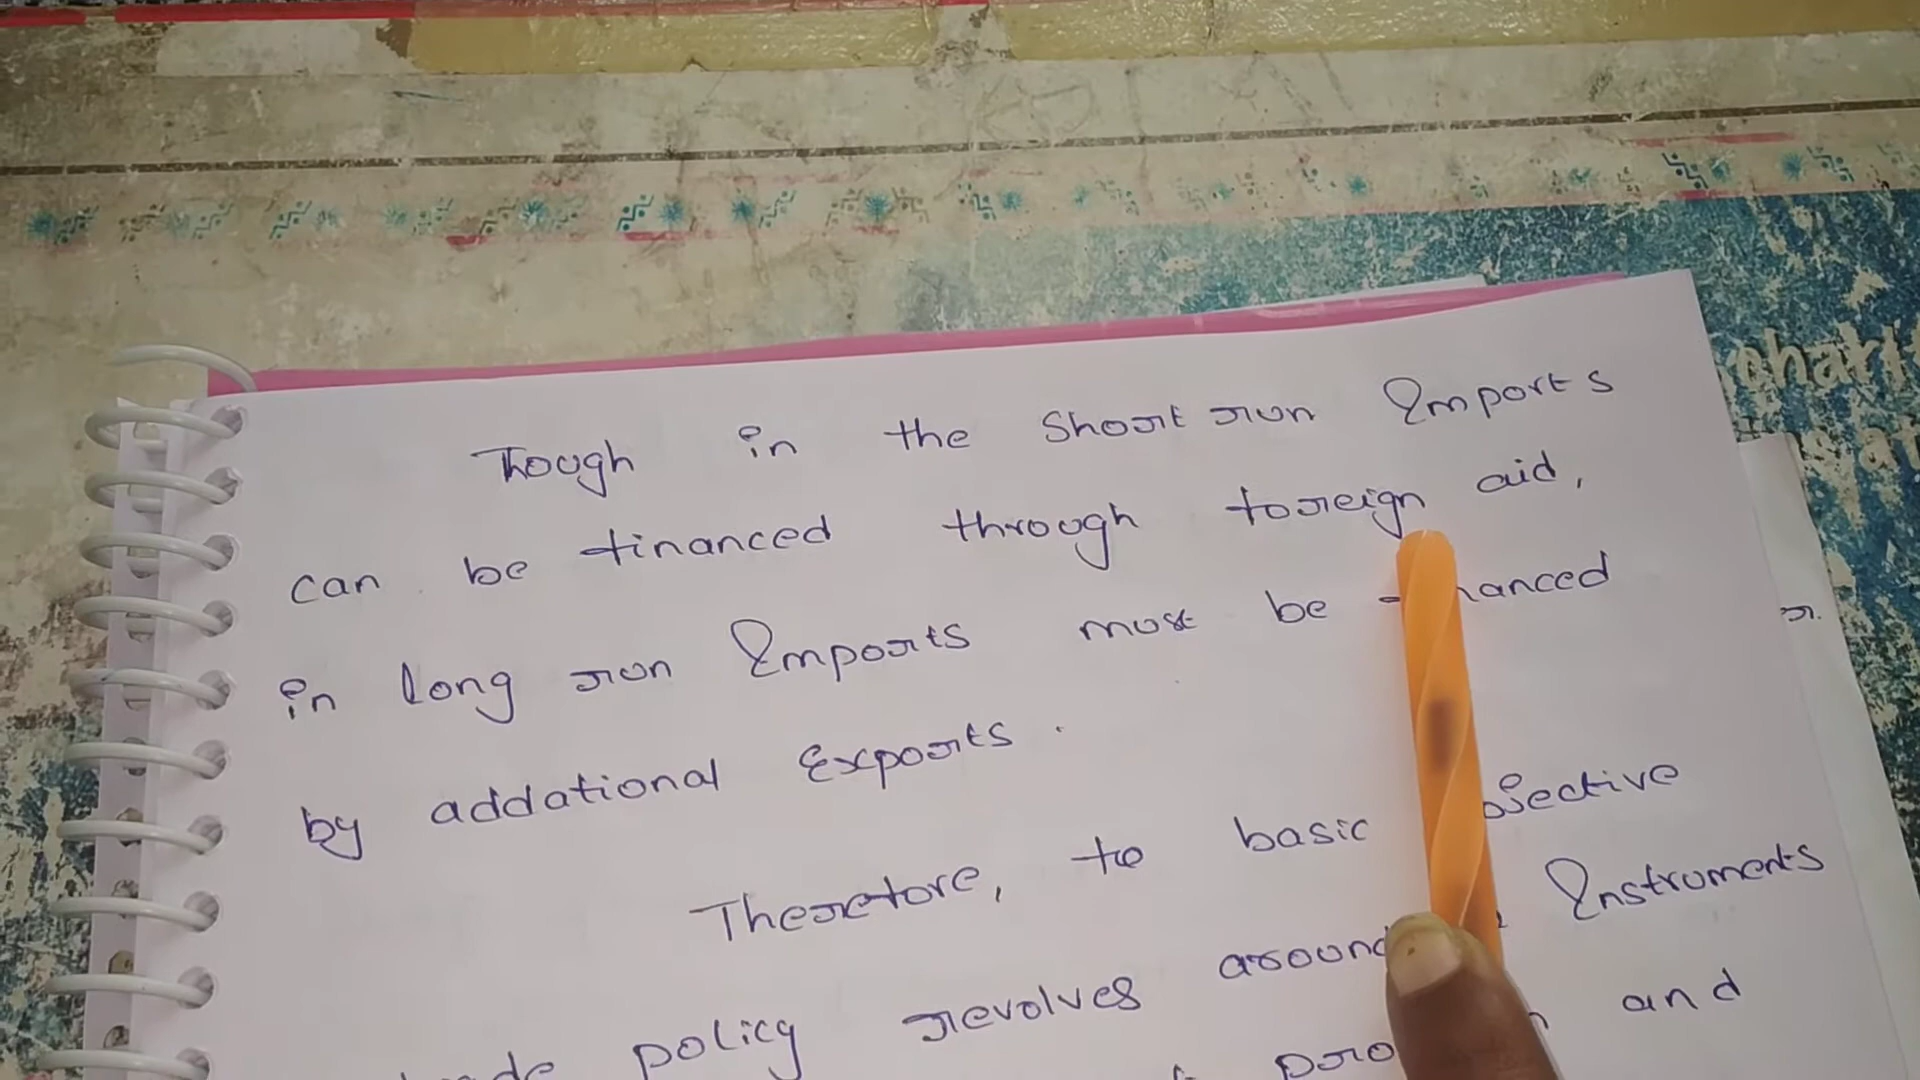 Though in the short run Imports
can be financed through foreign aid,
in long run Imports must be
by addational Exports.
Therefore, to basic
policy revolves around Instruments
and